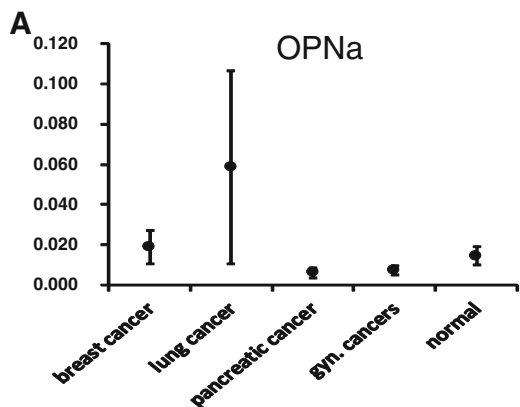 A
OPNa
0.120
0.100
0.080
0.060
0.040
0.020
0.000
breast cancer
lung cancer
pancreatic cancer
gyn. cancers
normal